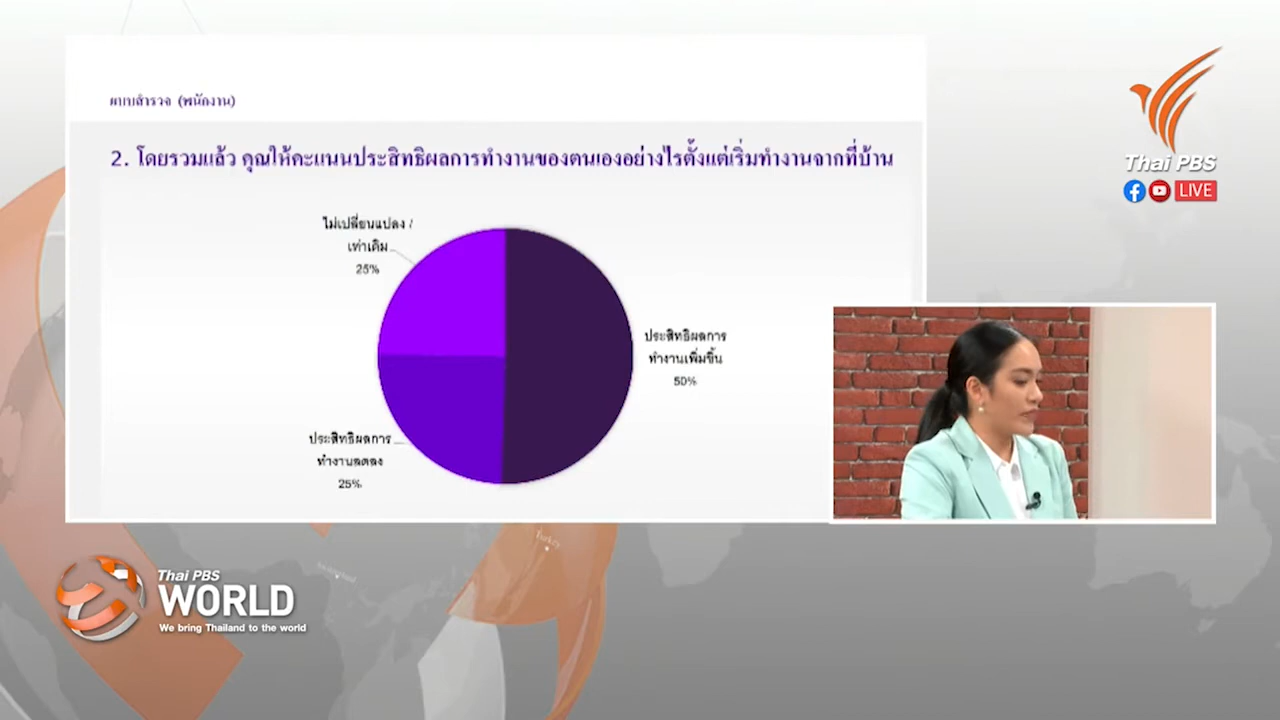 แบบสำรวจ (พนักงาน)
2. โดยรวมแล้ว คุณให้คะแนนประสิทธิผลการทำงานของตนเองอย่างไรตั้งแต่เริ่มทำงานจากที่บ้าน
ไม่เปลี่ยนแปลง /
เท่าเดิม
25%
ประสิทธิผลการ
ทำงานเพิ่มขึ้น
50%
ประสิทธิผลการ
ทำงานลดลง
25%
Thai PBS
LIVE
Turkey
Thai PBS
WORLD
We bring Thailand to the world